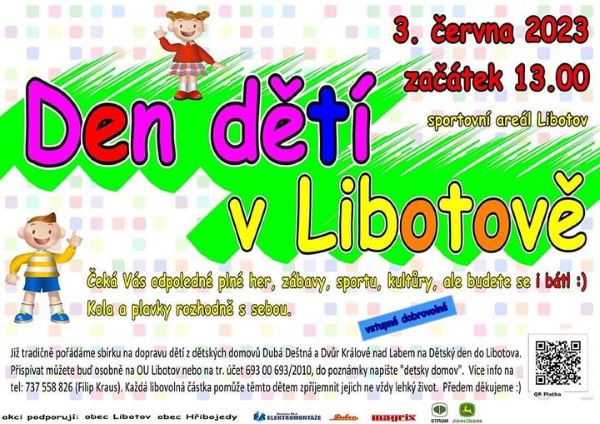 3. června 2023
začátek 13.00
sportovní areál Libotov
Den dětí
v Libotově
Čeká Vás odpoledné plné her, zábavy, sportu, kultůry, ale budete se i bát! :)
Kola a plavky rozhodně s sebou.
vstupné dobrovolné
Již tradičně pořádáme sbírku na dopravu dětí z dětských domovů Dubá Deštná a Dvůr Králové nad Labem na Dětský den do Libotova.
Přispívat můžete buď osobně na OU Libotov nebo na tr. účet 693 00 693/2010, do poznámky napište "detsky domov". Více info na
tel: 737 558 826 (Filip Kraus). Každá libovolná částka pomůže těmto dětem zpříjemnit jejich ne vždy lehký život. Předem děkujeme :)
QR Platba
akci podporují: obec Libotov obec Hřibojedy ELEKTROMONTÁŽE Duben magrix STROM JOHN DEERE